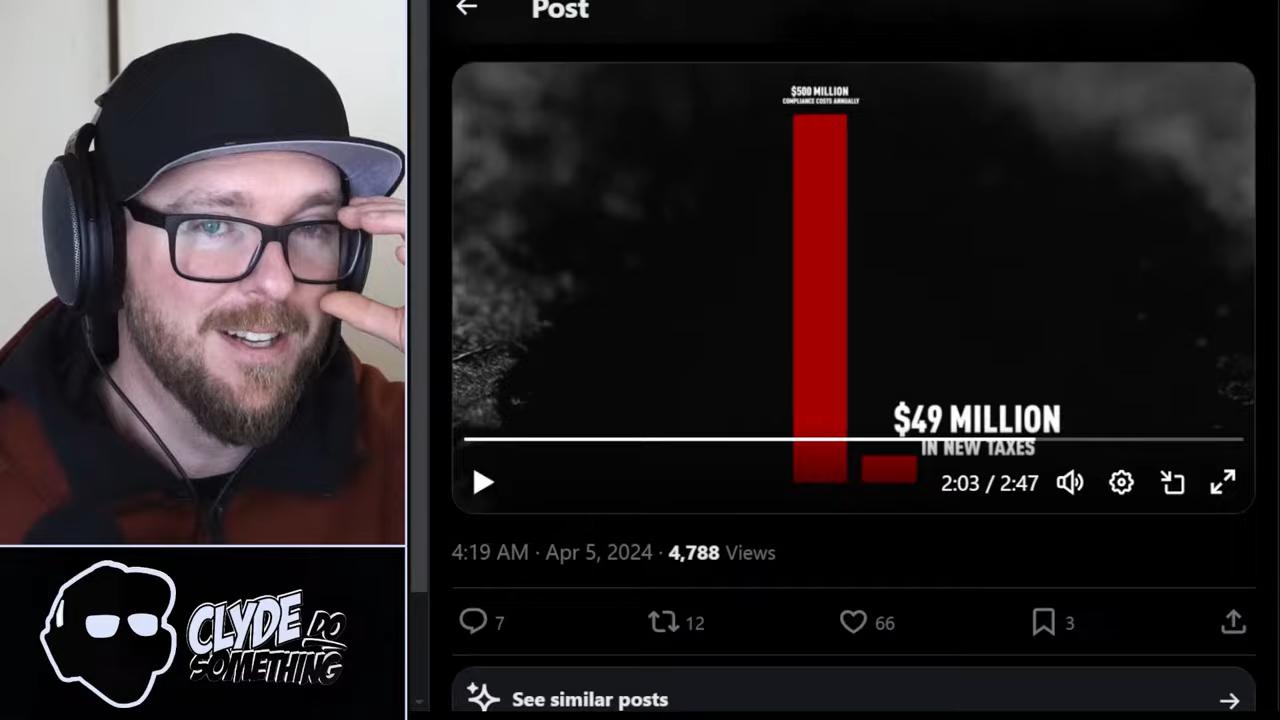 Post
$500 MILLION
COMPLIANCE COSTS ANNUALLY
$49 MILLION
IN NEW TAXES
2:03 / 2:47
4:19 AM · Apr 5, 2024 · 4,788 Views
7
12
66
3
See similar posts
CLYDE DO
SOMETHING